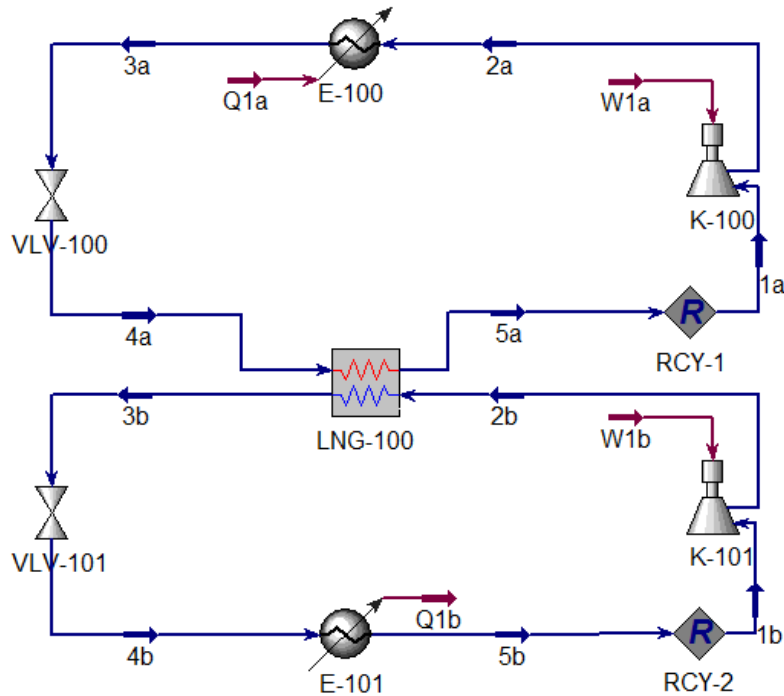 3a
2a
Q1a
E-100
W1a
K-100
VLV-100
1a
4a
5a
RCY-1
R
3b
LNG-100
2b
W1b
K-101
VLV-101
Q1b
4b
E-101
5b
R
1b
RCY-2